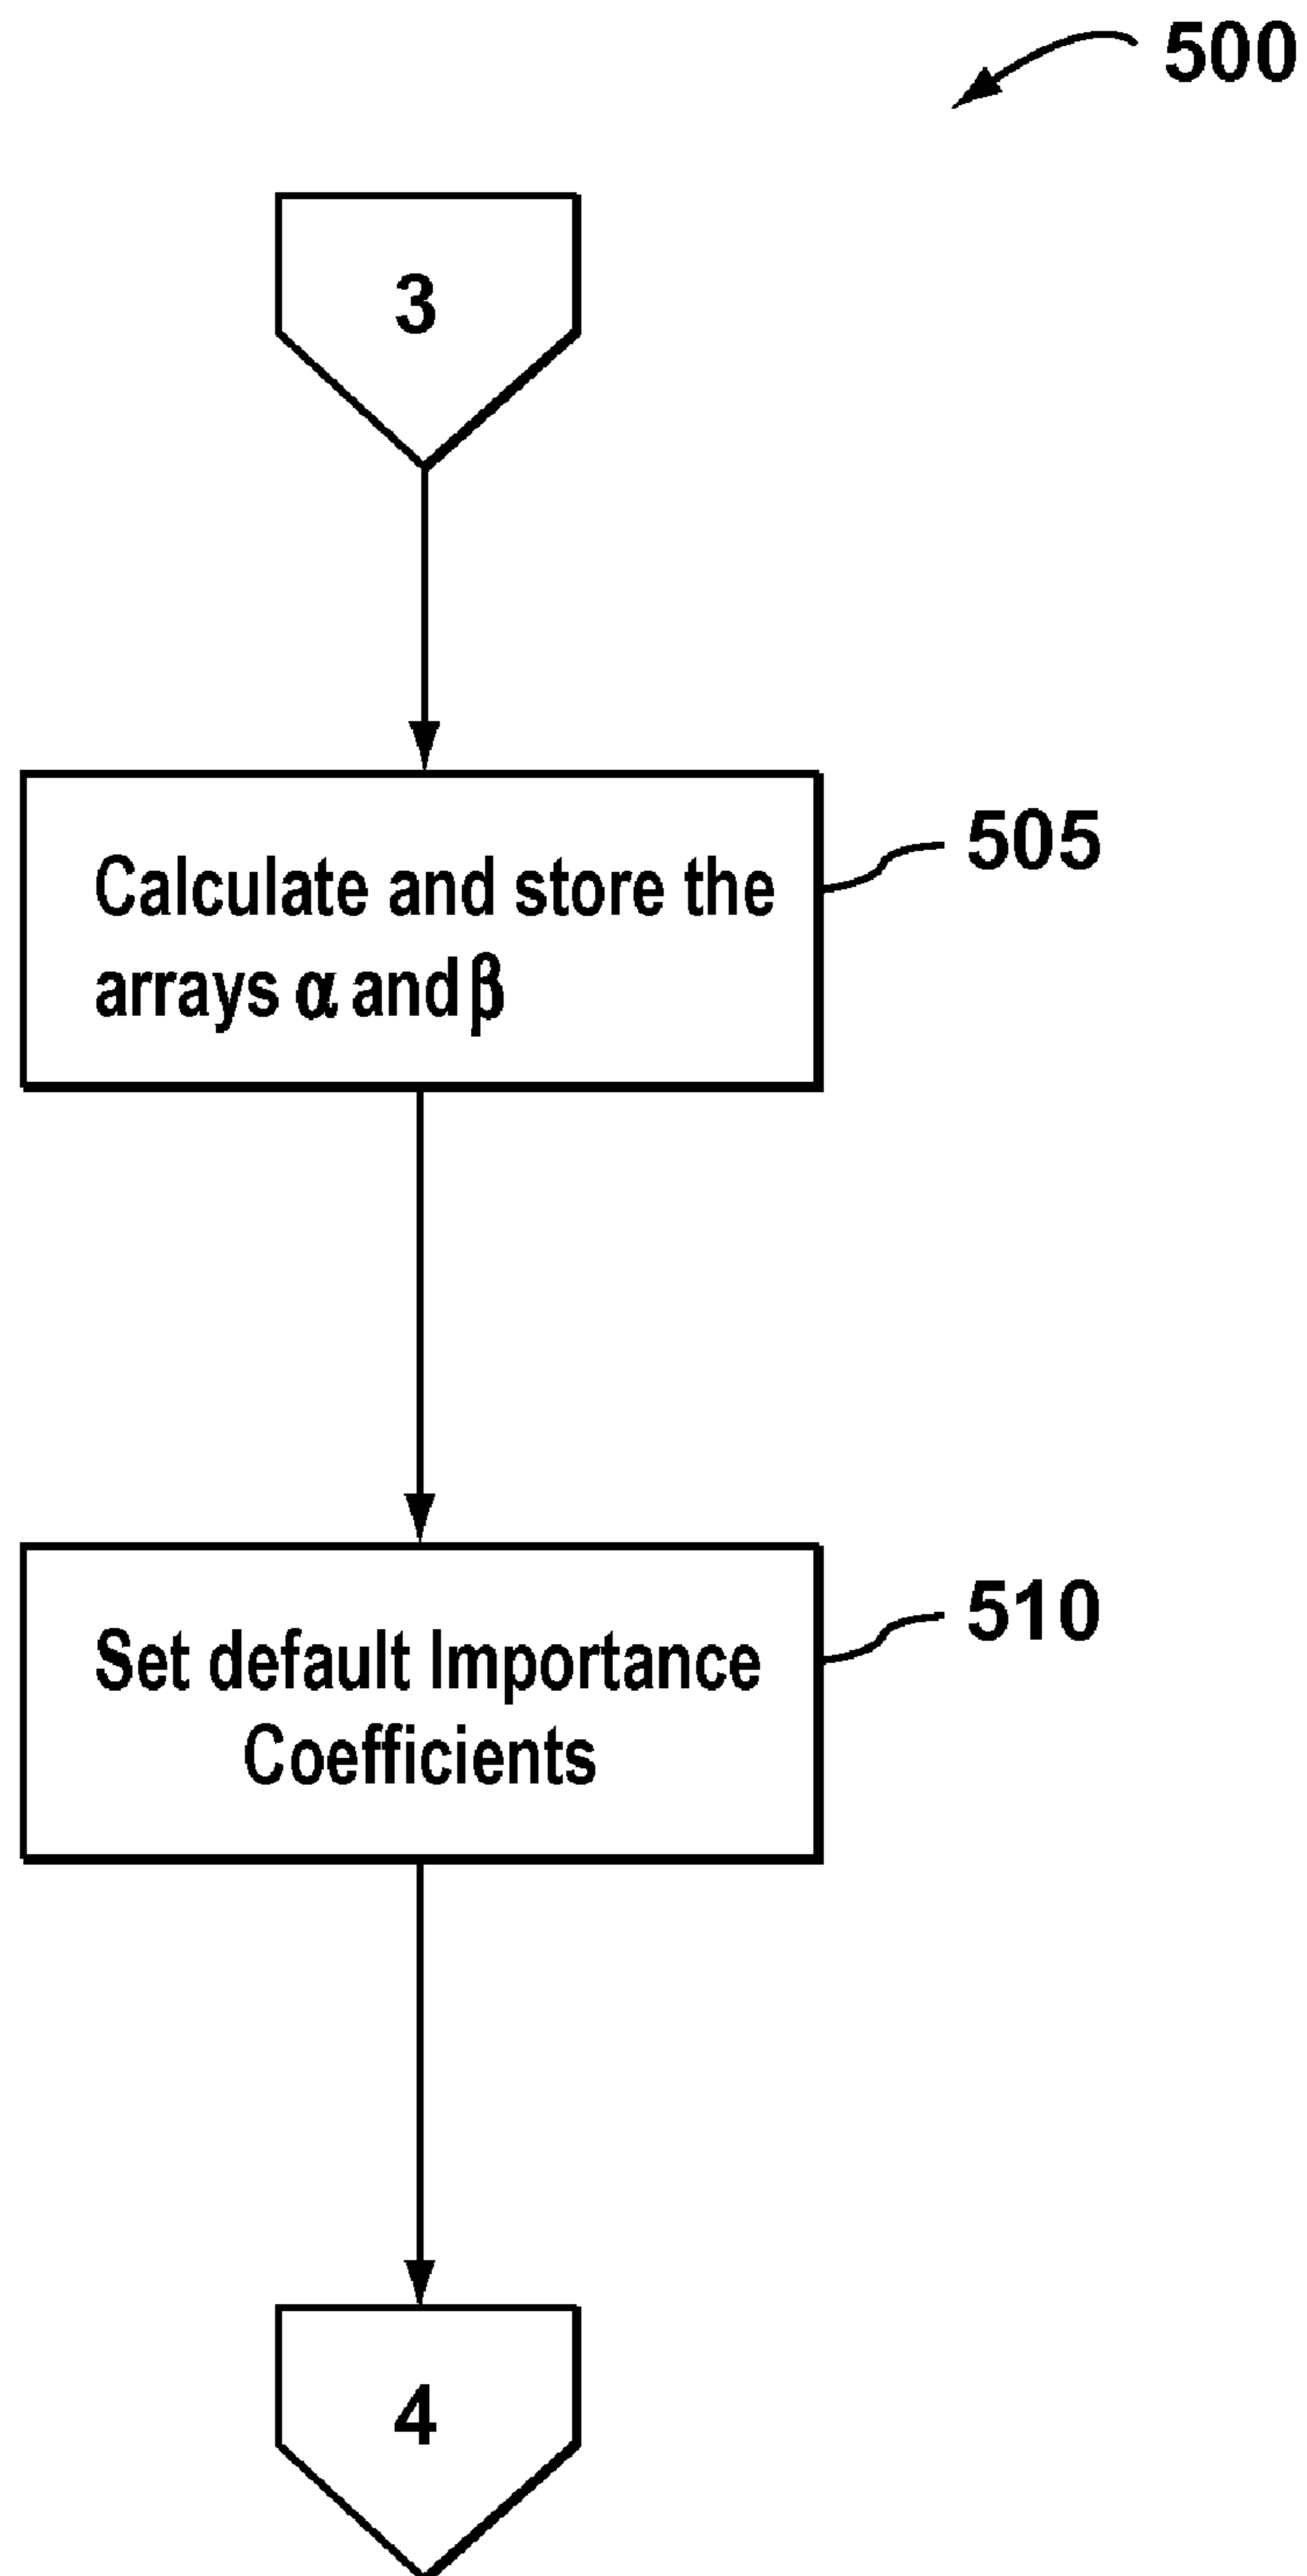 500
3
Calculate and store the
arrays α and β
505
Set default Importance
Coefficients
510
4